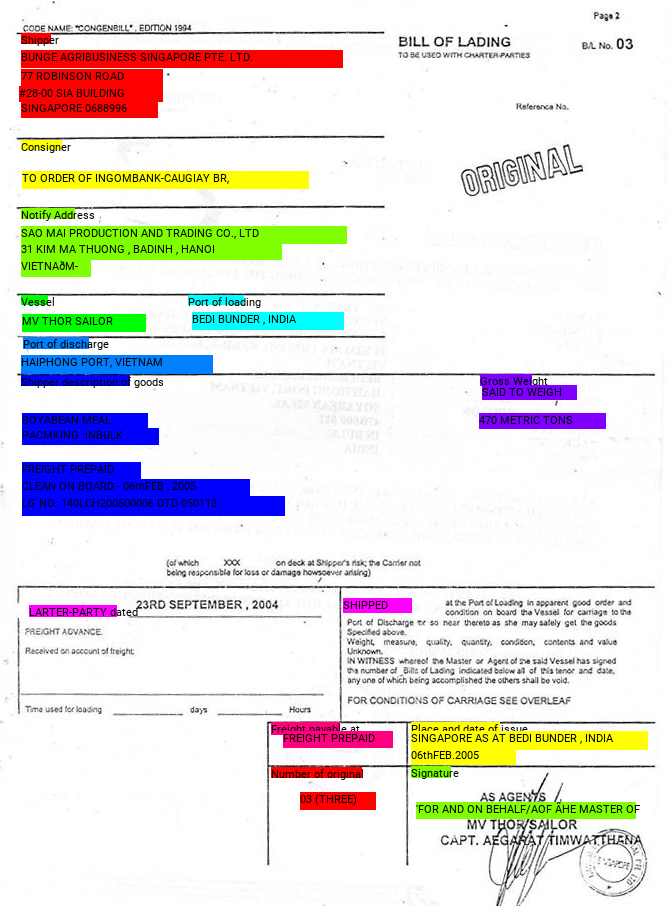 Page 2
CODE NAME: "CONGENBILL". EDITION 1994
Shipper
BILL OF LADING
B/L No. 03
TO BE USED WITH CHARTER-PARTIES
BUNGE AGRIBUSINESS SINGAPORE PTE. LTD.
77 ROBINSON ROAD
#28-00 SIA BUILDING
SINGAPORE 0688996
Reference No.
Consigner
ORIGINAL
TO ORDER OF INGOMBANK-CAUGIAY BR,
Notify Address
SAO MAI PRODUCTION AND TRADING CO., LTD
31 KIM MA THUONG , BADINH , HANOI
VIETNAðM-
Vessel Port of loading
MV THOR SAILOR BEDI BUNDER , INDIA
Port of discharge
HAIPHONG PORT, VIETNAM
Shipper description of goods Gross Weight
SAID TO WEIGH
SOYABEAN MEAL 470 METRIC TONS
PACMKING :INBULK
FREIGHT PREPAID
CLEAN ON BOARD - 06thFEB , 2005
LC NO: 140LCH200500006 DTD 050113
(of which XXX on deck at Shipper's risk; the Carrier not
being responsible for loss or damage howsoever arising)
LARTER-PARTY dated 23RD SEPTEMBER , 2004
FREIGHT ADVANCE.
Received on account of freight:
Time used for loading ________ days ________ Hours
SHIPPED at the Port of Loading in apparent good order and
condition on board the Vessel for carriage to the
Port of Discharge or so near thereto as she may safely get the goods
Specified above.
Weight, measure, quality, quantity, condition, contents and value
Unknown.
IN WITNESS whereof the Master or Agent of the said Vessel has signed
the number of Bills of Lading indicated below all of this tenor and date,
any one of which being accomplished the others shall be void.
FOR CONDITIONS OF CARRIAGE SEE OVERLEAF
Freight payable at
FREIGHT PREPAID
Place and date of issue
SINGAPORE AS AT BEDI BUNDER , INDIA
06thFEB.2005
Number of original
03 (THREE)
Signature
AS AGENTS
FOR AND ON BEHALF/AOF AHE MASTER OF
MV THOR SAILOR
CAPT. AEGARAT TIMWATTHANA